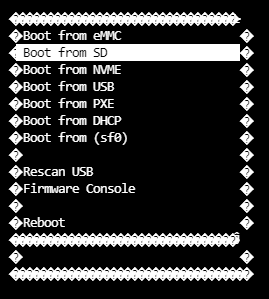 Boot from eMMC
Boot from SD
Boot from NVME
Boot from USB
Boot from PXE
Boot from DHCP
Boot from (sf0)
Rescan USB
Firmware Console
Reboot